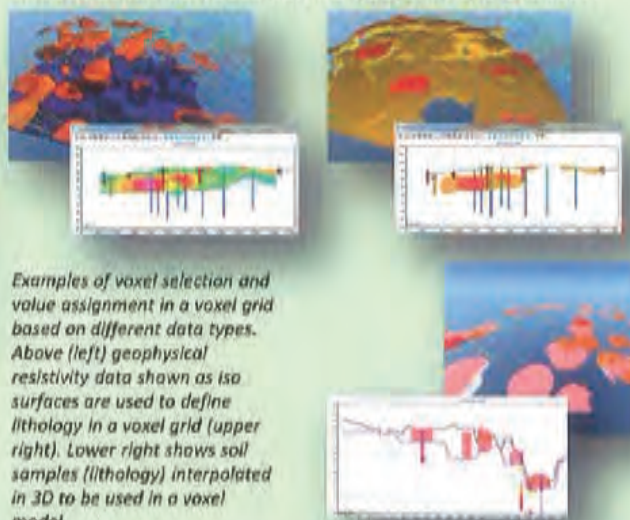 Examples of voxel selection and
value assignment in a voxel grid
based on different data types.
Above (left) geophysical
resistivity data shown as iso
surfaces are used to define
lithology in a voxel grid (upper
right). Lower right shows soil
samples (lithology) interpolated
in 3D to be used in a voxel
model